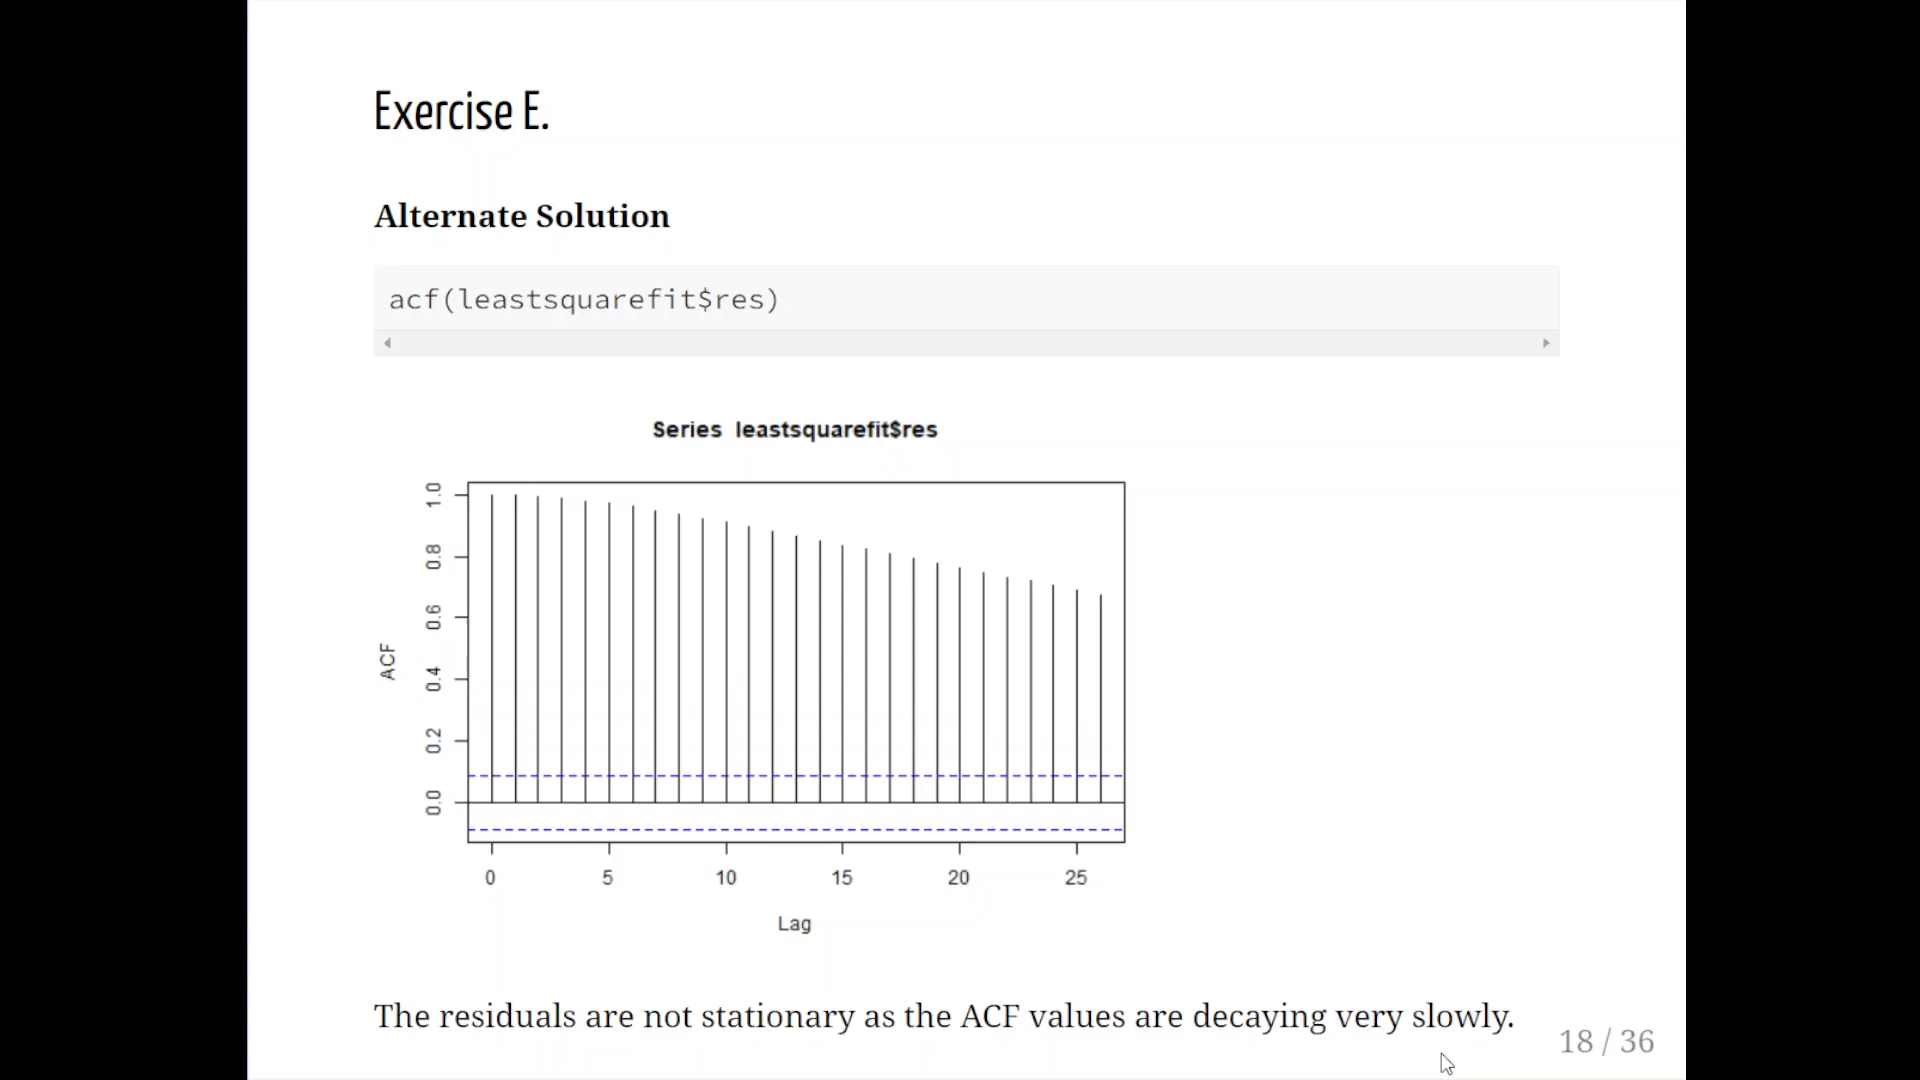 Exercise E.
Alternate Solution
acf(leastsquarefit$res)
Series leastsquarefit$res
1.0
0.8
0.6
0.4
0.2
0.0
ACF
0 5 10 15 20 25
Lag
The residuals are not stationary as the ACF values are decaying very slowly.
18 / 36